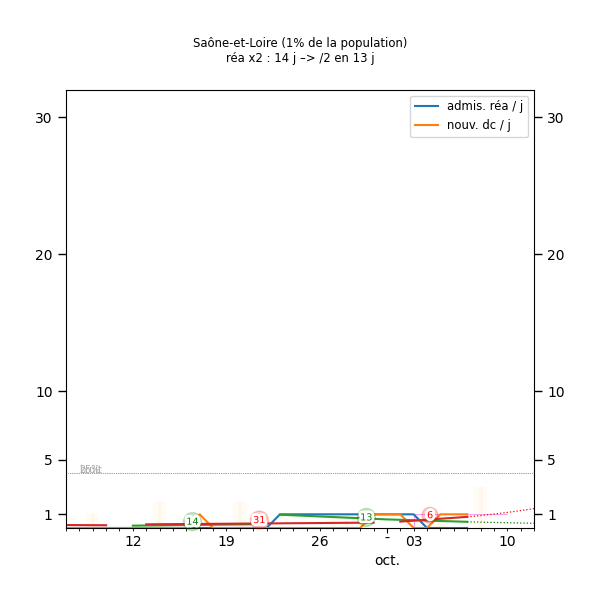 Saône-et-Loire (1% de la population)
réa x2 : 14 j –> /2 en 13 j
admis. réa / j
nouv. dc / j
30 30
20 20
10 10
5 5
1 1
14 31 13 6
12 19 26 - 03 10
oct.